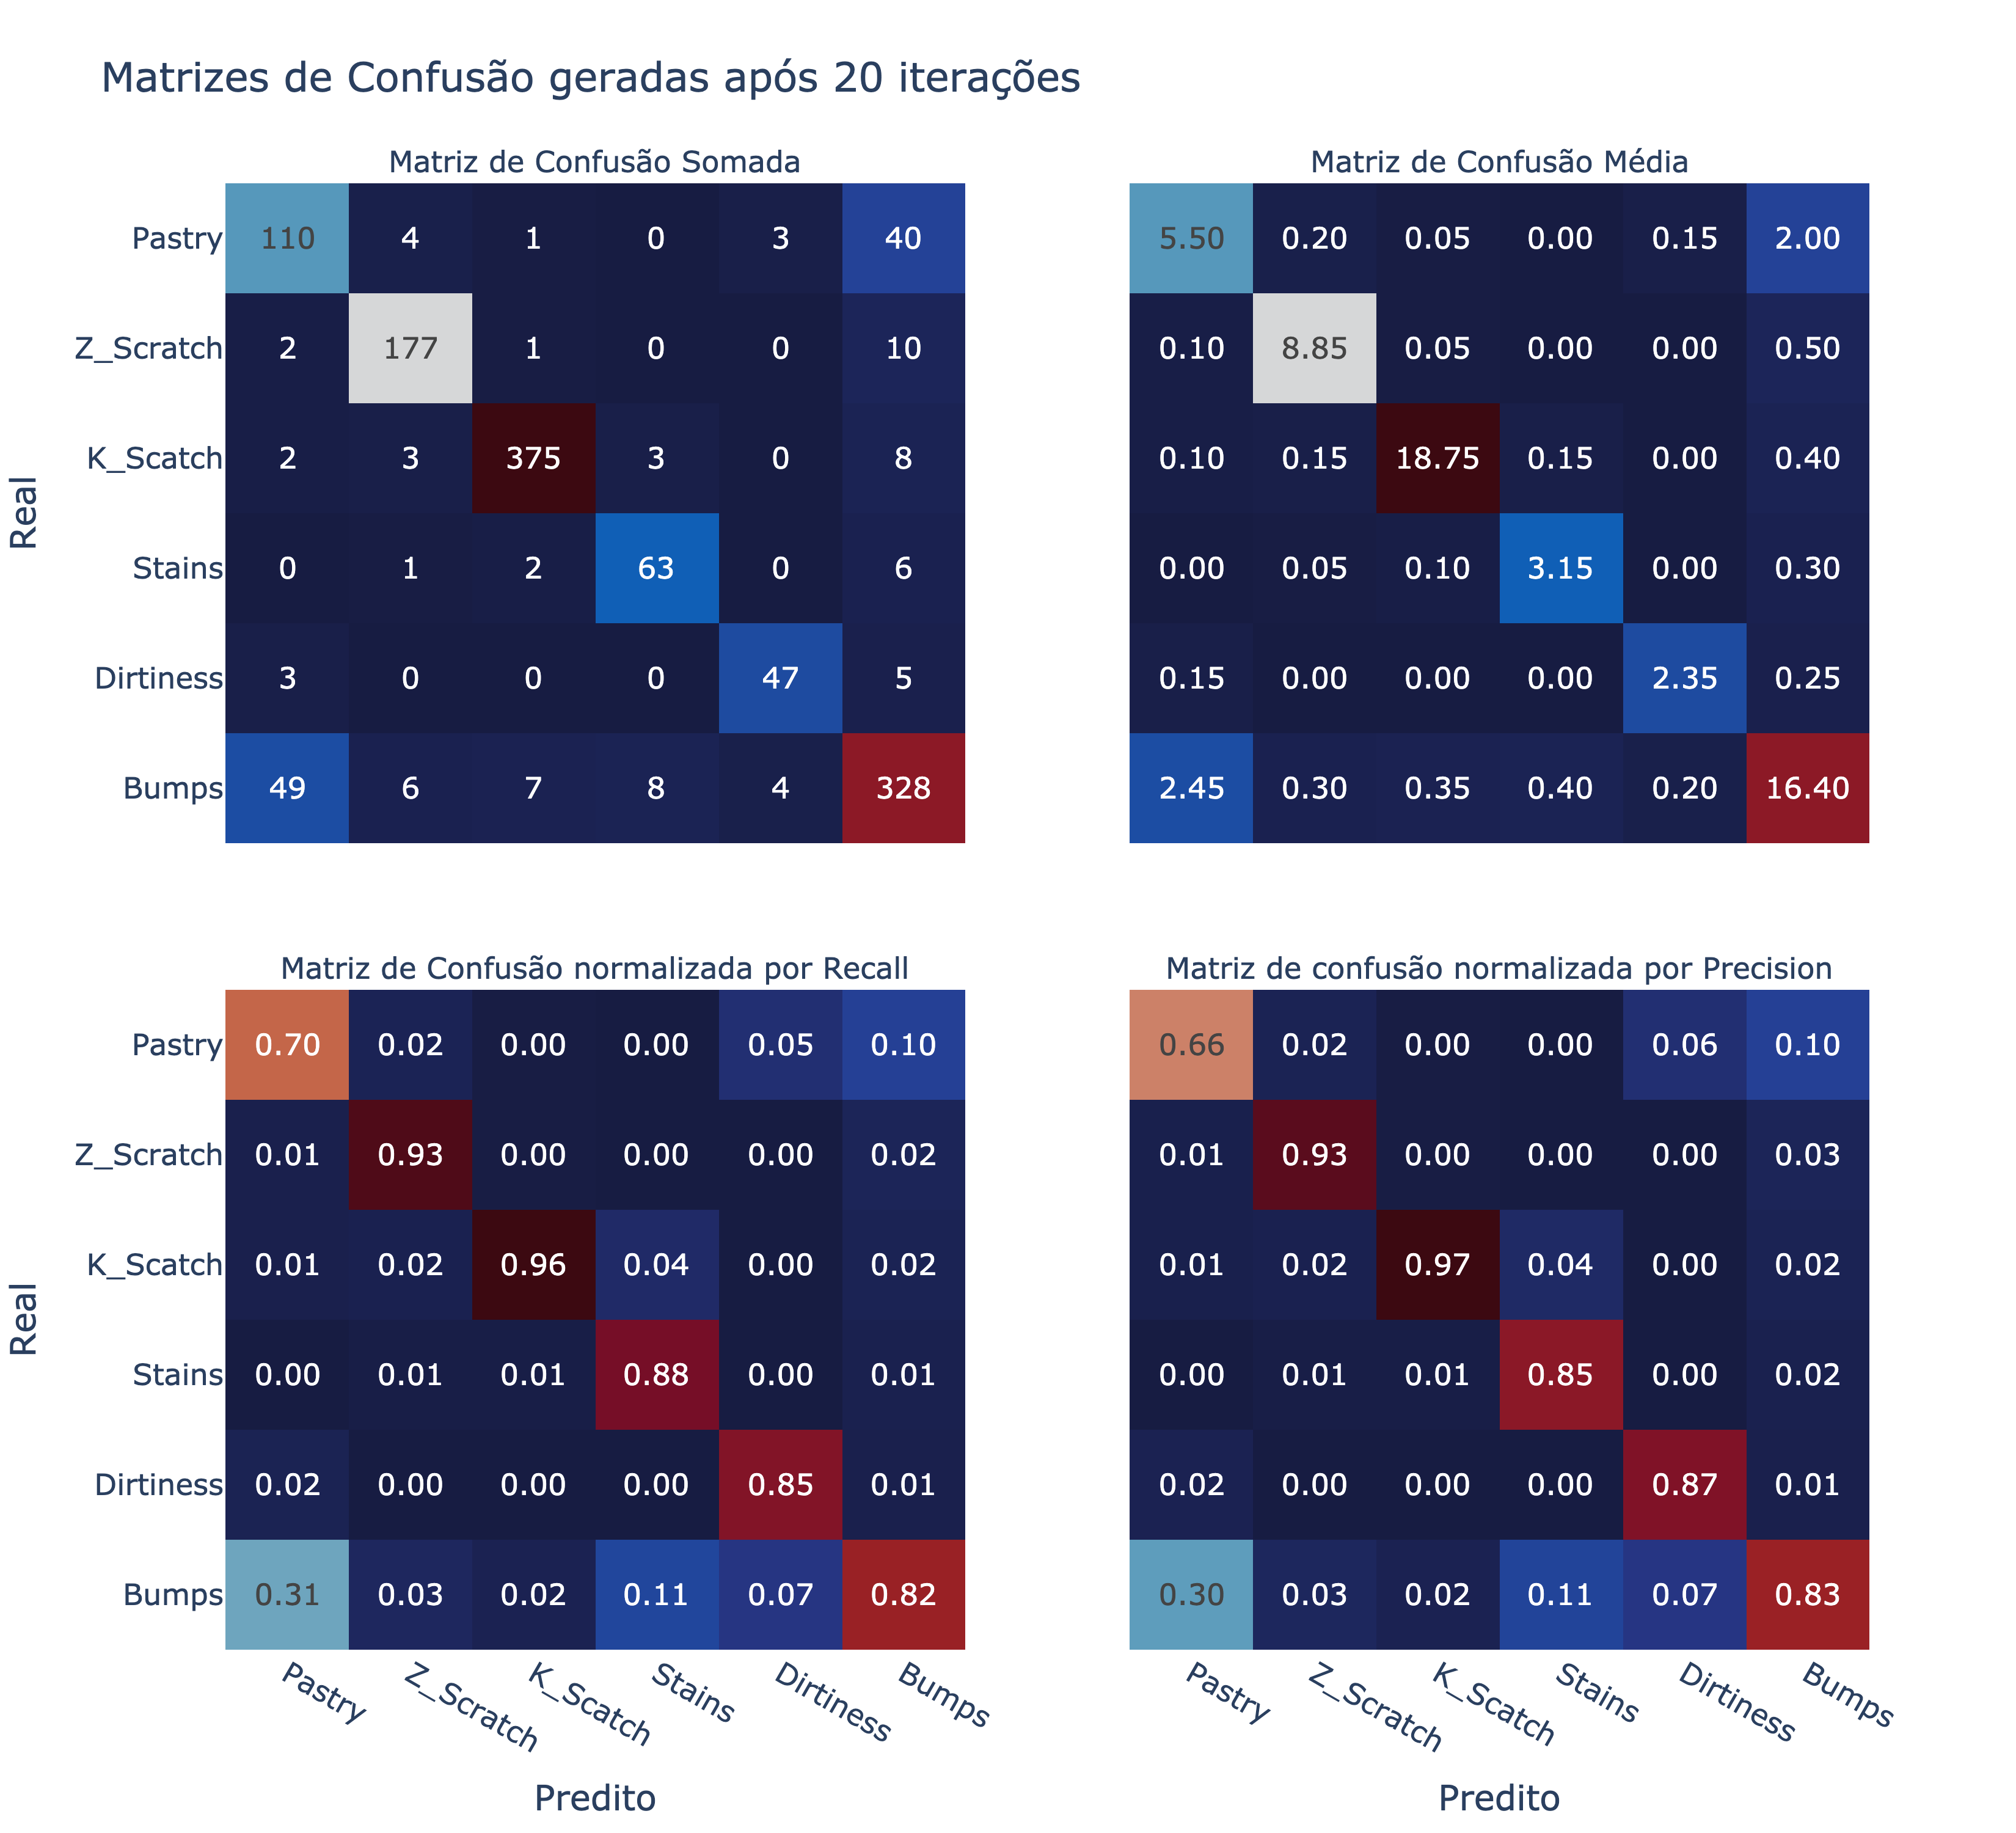 Matrizes de Confusão geradas após 20 iterações
Matriz de Confusão Somada
Matriz de Confusão Média
Real
Pastry 110 4 1 0 3 40
Z_Scratch 2 177 1 0 0 10
K_Scatch 2 3 375 3 0 8
Stains 0 1 2 63 0 6
Dirtiness 3 0 0 0 47 5
Bumps 49 6 7 8 4 328
5.50 0.20 0.05 0.00 0.15 2.00
0.10 8.85 0.05 0.00 0.00 0.50
0.10 0.15 18.75 0.15 0.00 0.40
0.00 0.05 0.10 3.15 0.00 0.30
0.15 0.00 0.00 0.00 2.35 0.25
2.45 0.30 0.35 0.40 0.20 16.40
Matriz de Confusão normalizada por Recall
Matriz de confusão normalizada por Precision
Real
Pastry 0.70 0.02 0.00 0.00 0.05 0.10
Z_Scratch 0.01 0.93 0.00 0.00 0.00 0.02
K_Scatch 0.01 0.02 0.96 0.04 0.00 0.02
Stains 0.00 0.01 0.01 0.88 0.00 0.01
Dirtiness 0.02 0.00 0.00 0.00 0.85 0.01
Bumps 0.31 0.03 0.02 0.11 0.07 0.82
Pastry Z_Scratch K_Scatch Stains Dirtiness Bumps
Predito
0.66 0.02 0.00 0.00 0.06 0.10
0.01 0.93 0.00 0.00 0.00 0.03
0.01 0.02 0.97 0.04 0.00 0.02
0.00 0.01 0.01 0.85 0.00 0.02
0.02 0.00 0.00 0.00 0.87 0.01
0.30 0.03 0.02 0.11 0.07 0.83
Pastry Z_Scratch K_Scatch Stains Dirtiness Bumps
Predito